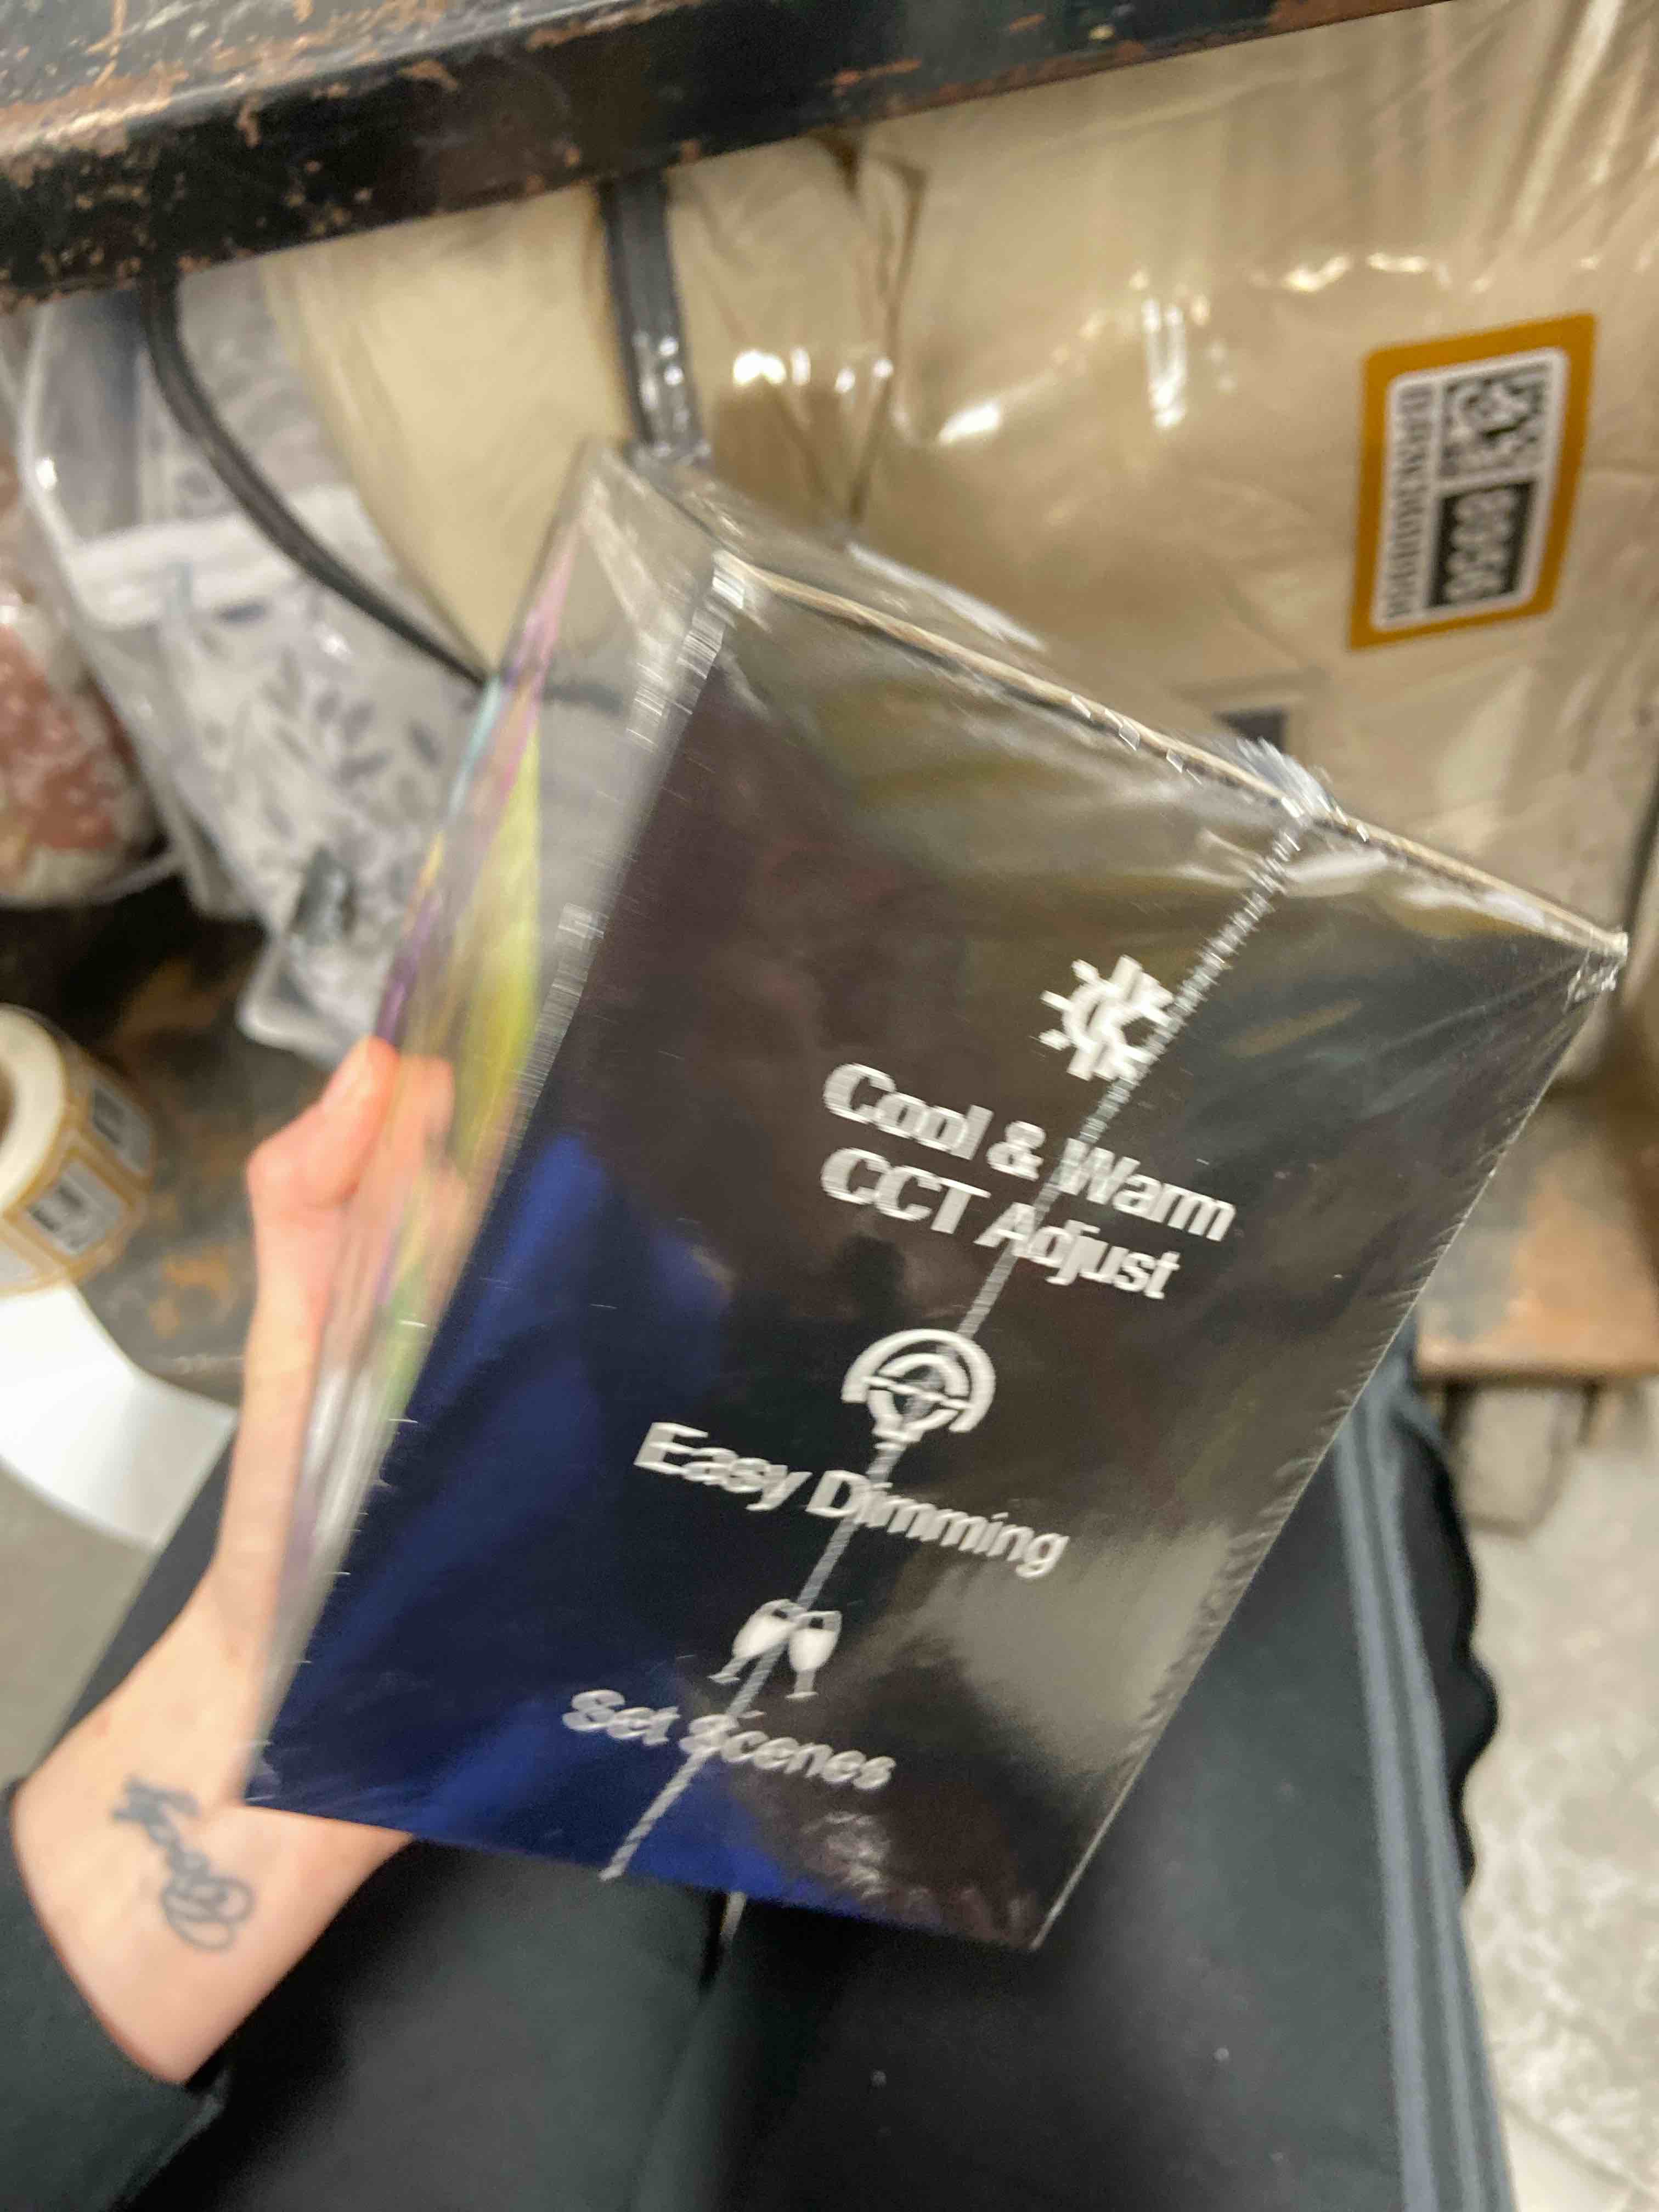 Cool & Warm
CCT Adjust
Easy Dimming
Set Scenes